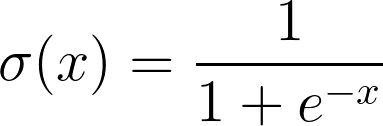 σ(x) = 1 / (1 + e^{-x})